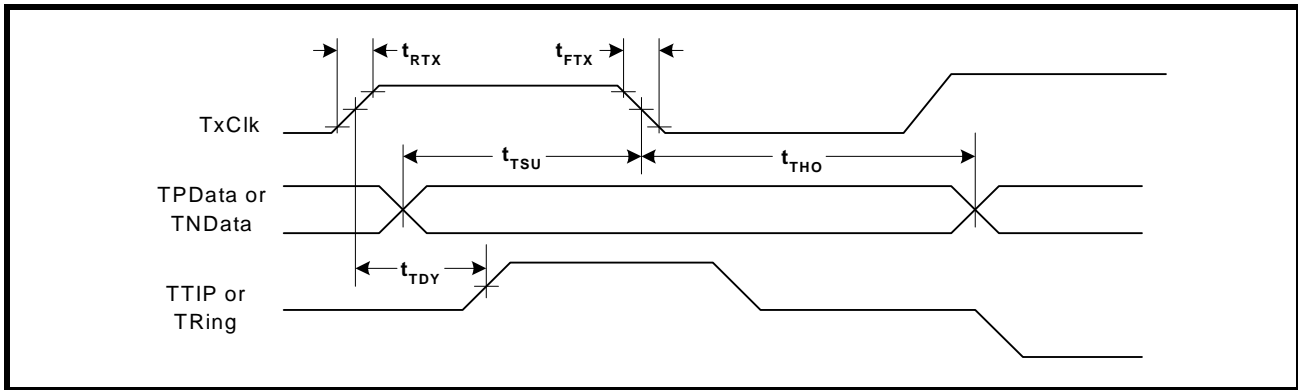 tRTX
tFTX
TxClk
tTSU
tTHO
TPData or
TNData
tTDY
TTIP or
TRing